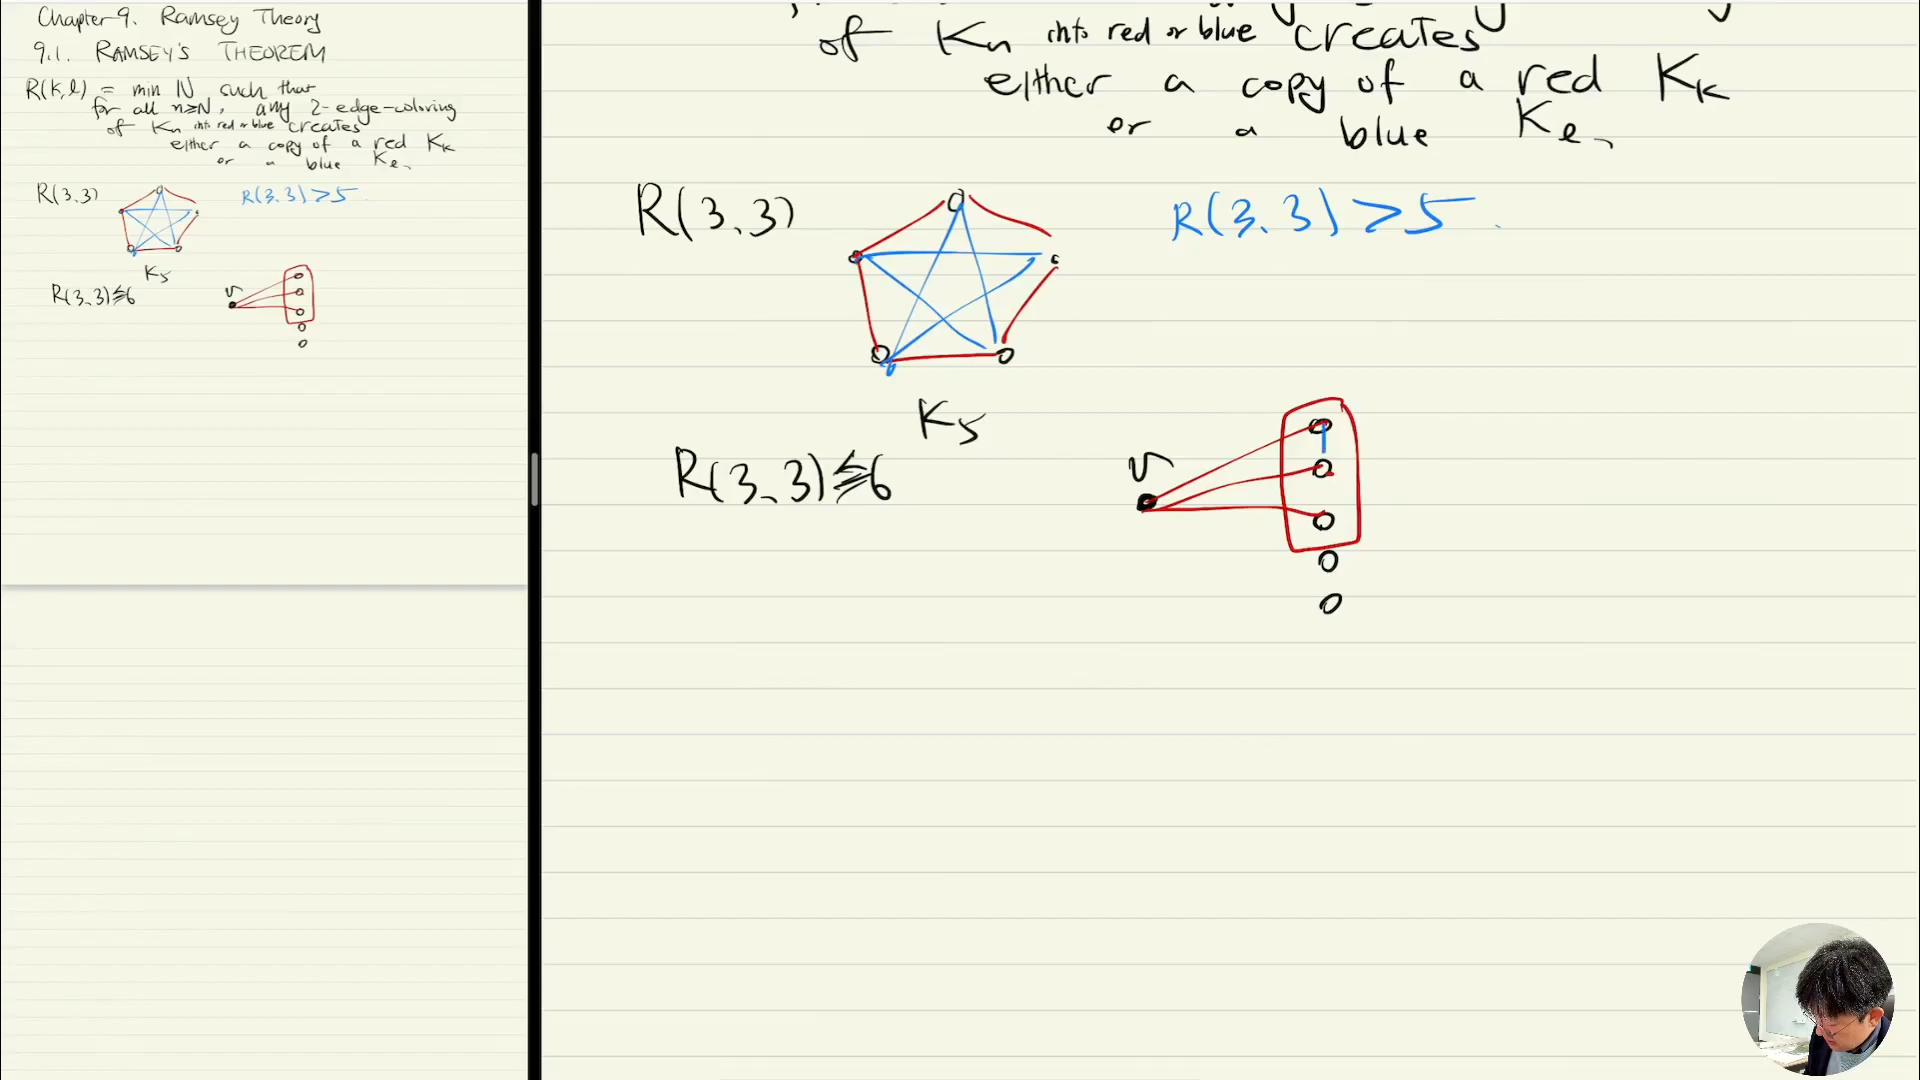 Chapter 9. Ramsey Theory
9.1. RAMSEY'S THEOREM
R(k,l) = min N such that
for all n≥N, any 2-edge-coloring
of Kn into red or blue creates
either a copy of a red Kk
or a blue Kl
R(3,3)
R(3,3) > 5
K5
R(3,3) ≤ 6
v
of Kn into red or blue creates
either a copy of a red Kk
or a blue Kl
R(3,3)
R(3,3) > 5
K5
R(3,3) ≤ 6
v